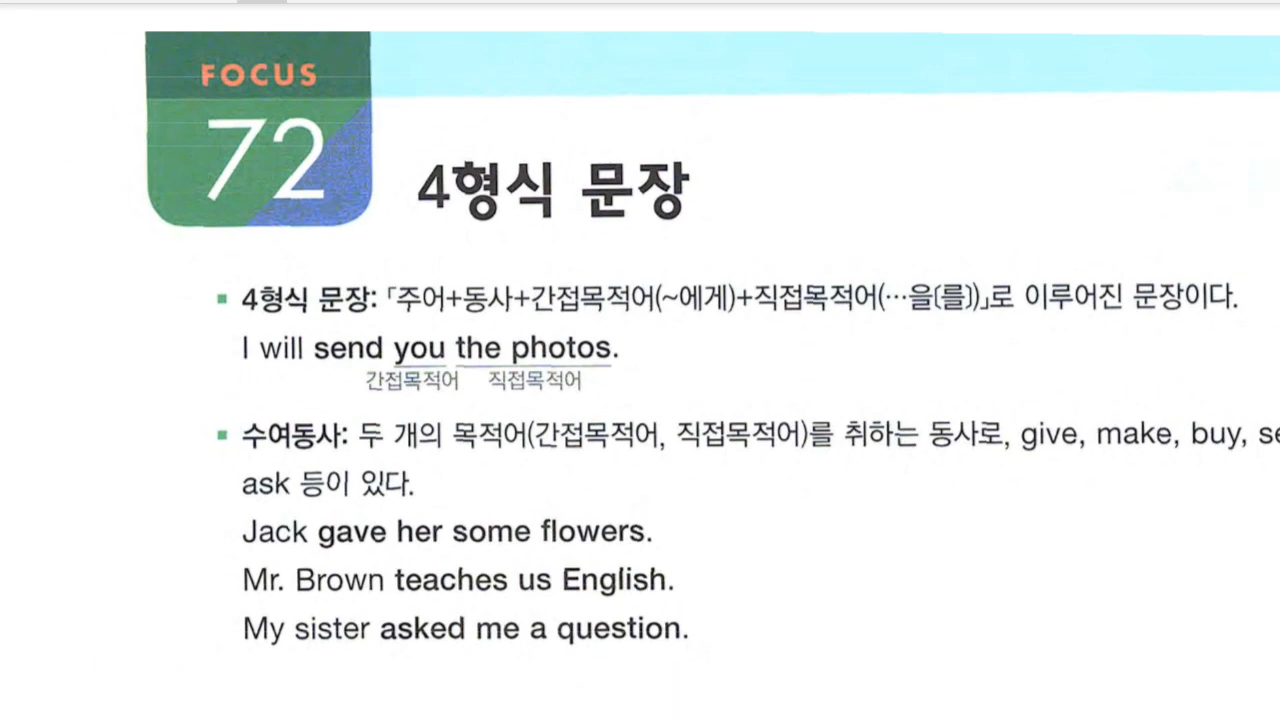 FOCUS
72
4형식 문장
▪ 4형식 문장: 「주어+동사+간접목적어(~에게)+직접목적어(…을(를))」로 이루어진 문장이다.
I will send you the photos.
간접목적어 직접목적어
▪ 수여동사: 두 개의 목적어(간접목적어, 직접목적어)를 취하는 동사로, give, make, buy,
ask 등이 있다.
Jack gave her some flowers.
Mr. Brown teaches us English.
My sister asked me a question.